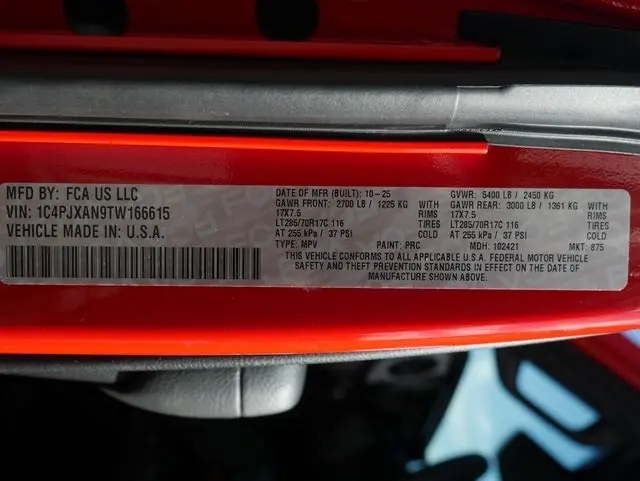 MFD BY: FCA US LLC
VIN: 1C4PJXAN9TW166615
VEHICLE MADE IN: U.S.A.
DATE OF MFR (BUILT): 10-25
GVWR: 5400 LB / 2450 KG
GAWR FRONT: 2700 LB / 1225 KG
GAWR REAR: 3000 LB / 1361 KG
17X7.5 RIMS
17X7.5 RIMS
LT285/70R17C 116 TIRES
LT285/70R17C 116 TIRES
AT 255 kPa / 37 PSI COLD
AT 255 kPa / 37 PSI COLD
TYPE: MPV PAINT: PRC MDH: 102421 MKT: 875
THIS VEHICLE CONFORMS TO ALL APPLICABLE U.S.A. FEDERAL MOTOR VEHICLE
SAFETY AND THEFT PREVENTION STANDARDS IN EFFECT ON THE DATE OF
MANUFACTURE SHOWN ABOVE.